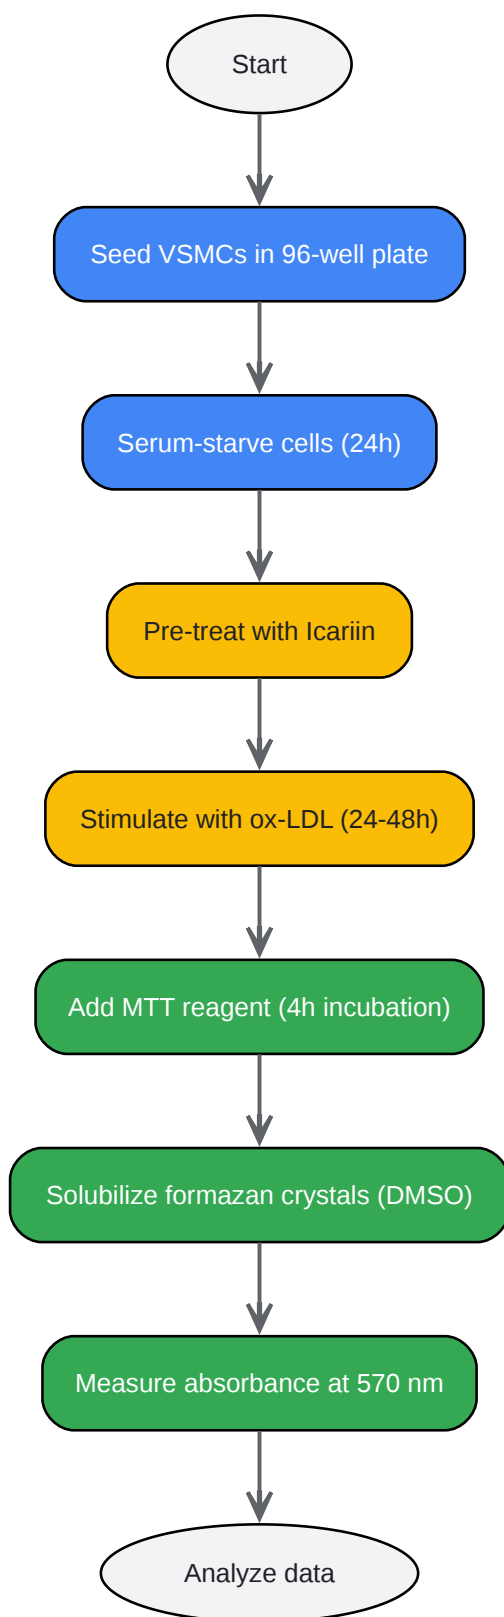 Start
Seed VSMCs in 96-well plate
Serum-starve cells (24h)
Pre-treat with Icariin
Stimulate with ox-LDL (24-48h)
Add MTT reagent (4h incubation)
Solubilize formazan crystals (DMSO)
Measure absorbance at 570 nm
Analyze data